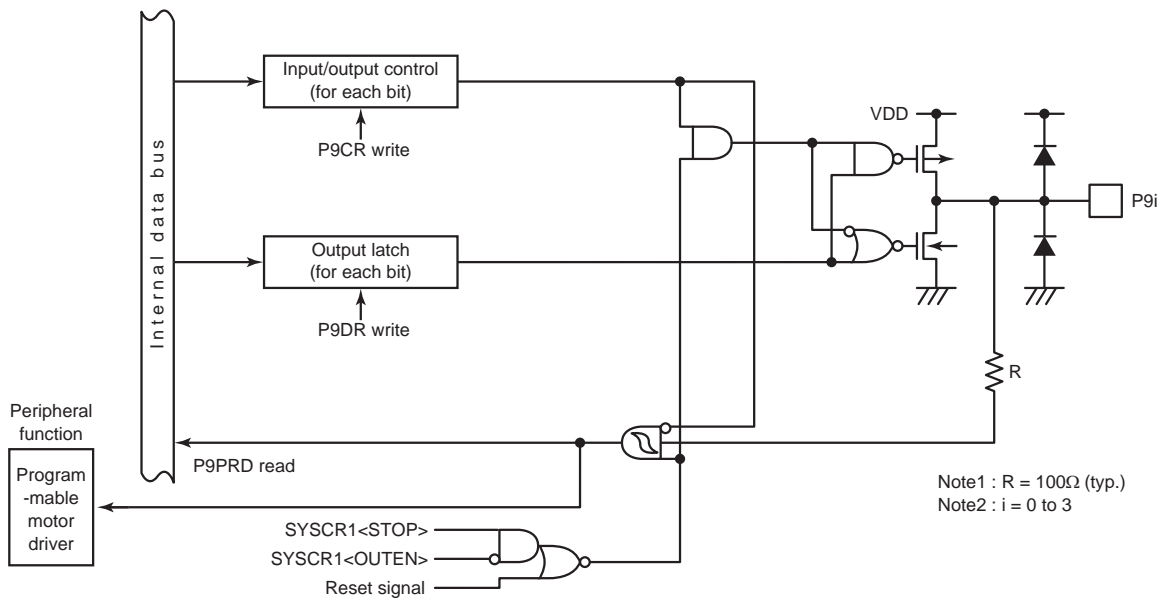 Internal data bus
Input/output control
(for each bit)
P9CR write
VDD
P9i
Output latch
(for each bit)
P9DR write
R
Peripheral
function
Program
-mable
motor
driver
P9PRD read
Note1 : R = 100Ω (typ.)
Note2 : i = 0 to 3
SYSCR1<STOP>
SYSCR1<OUTEN>
Reset signal